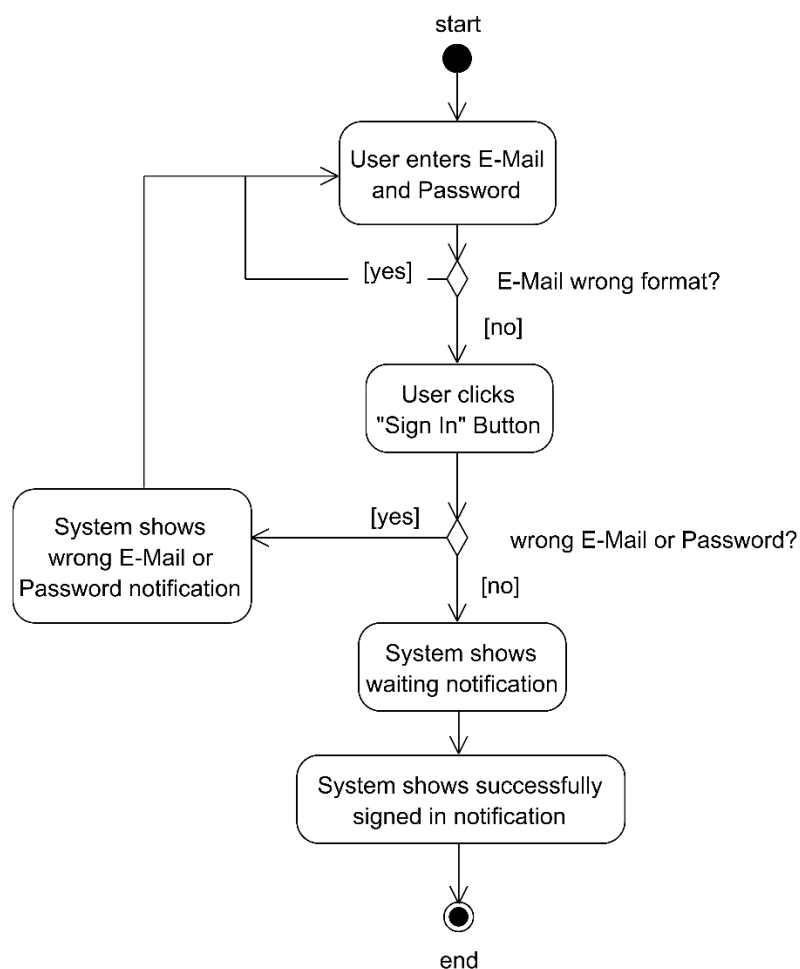 start
User enters E-Mail
and Password
[yes]
E-Mail wrong format?
[no]
User clicks
"Sign In" Button
[yes]
wrong E-Mail or Password?
System shows
wrong E-Mail or
Password notification
[no]
System shows
waiting notification
System shows successfully
signed in notification
end